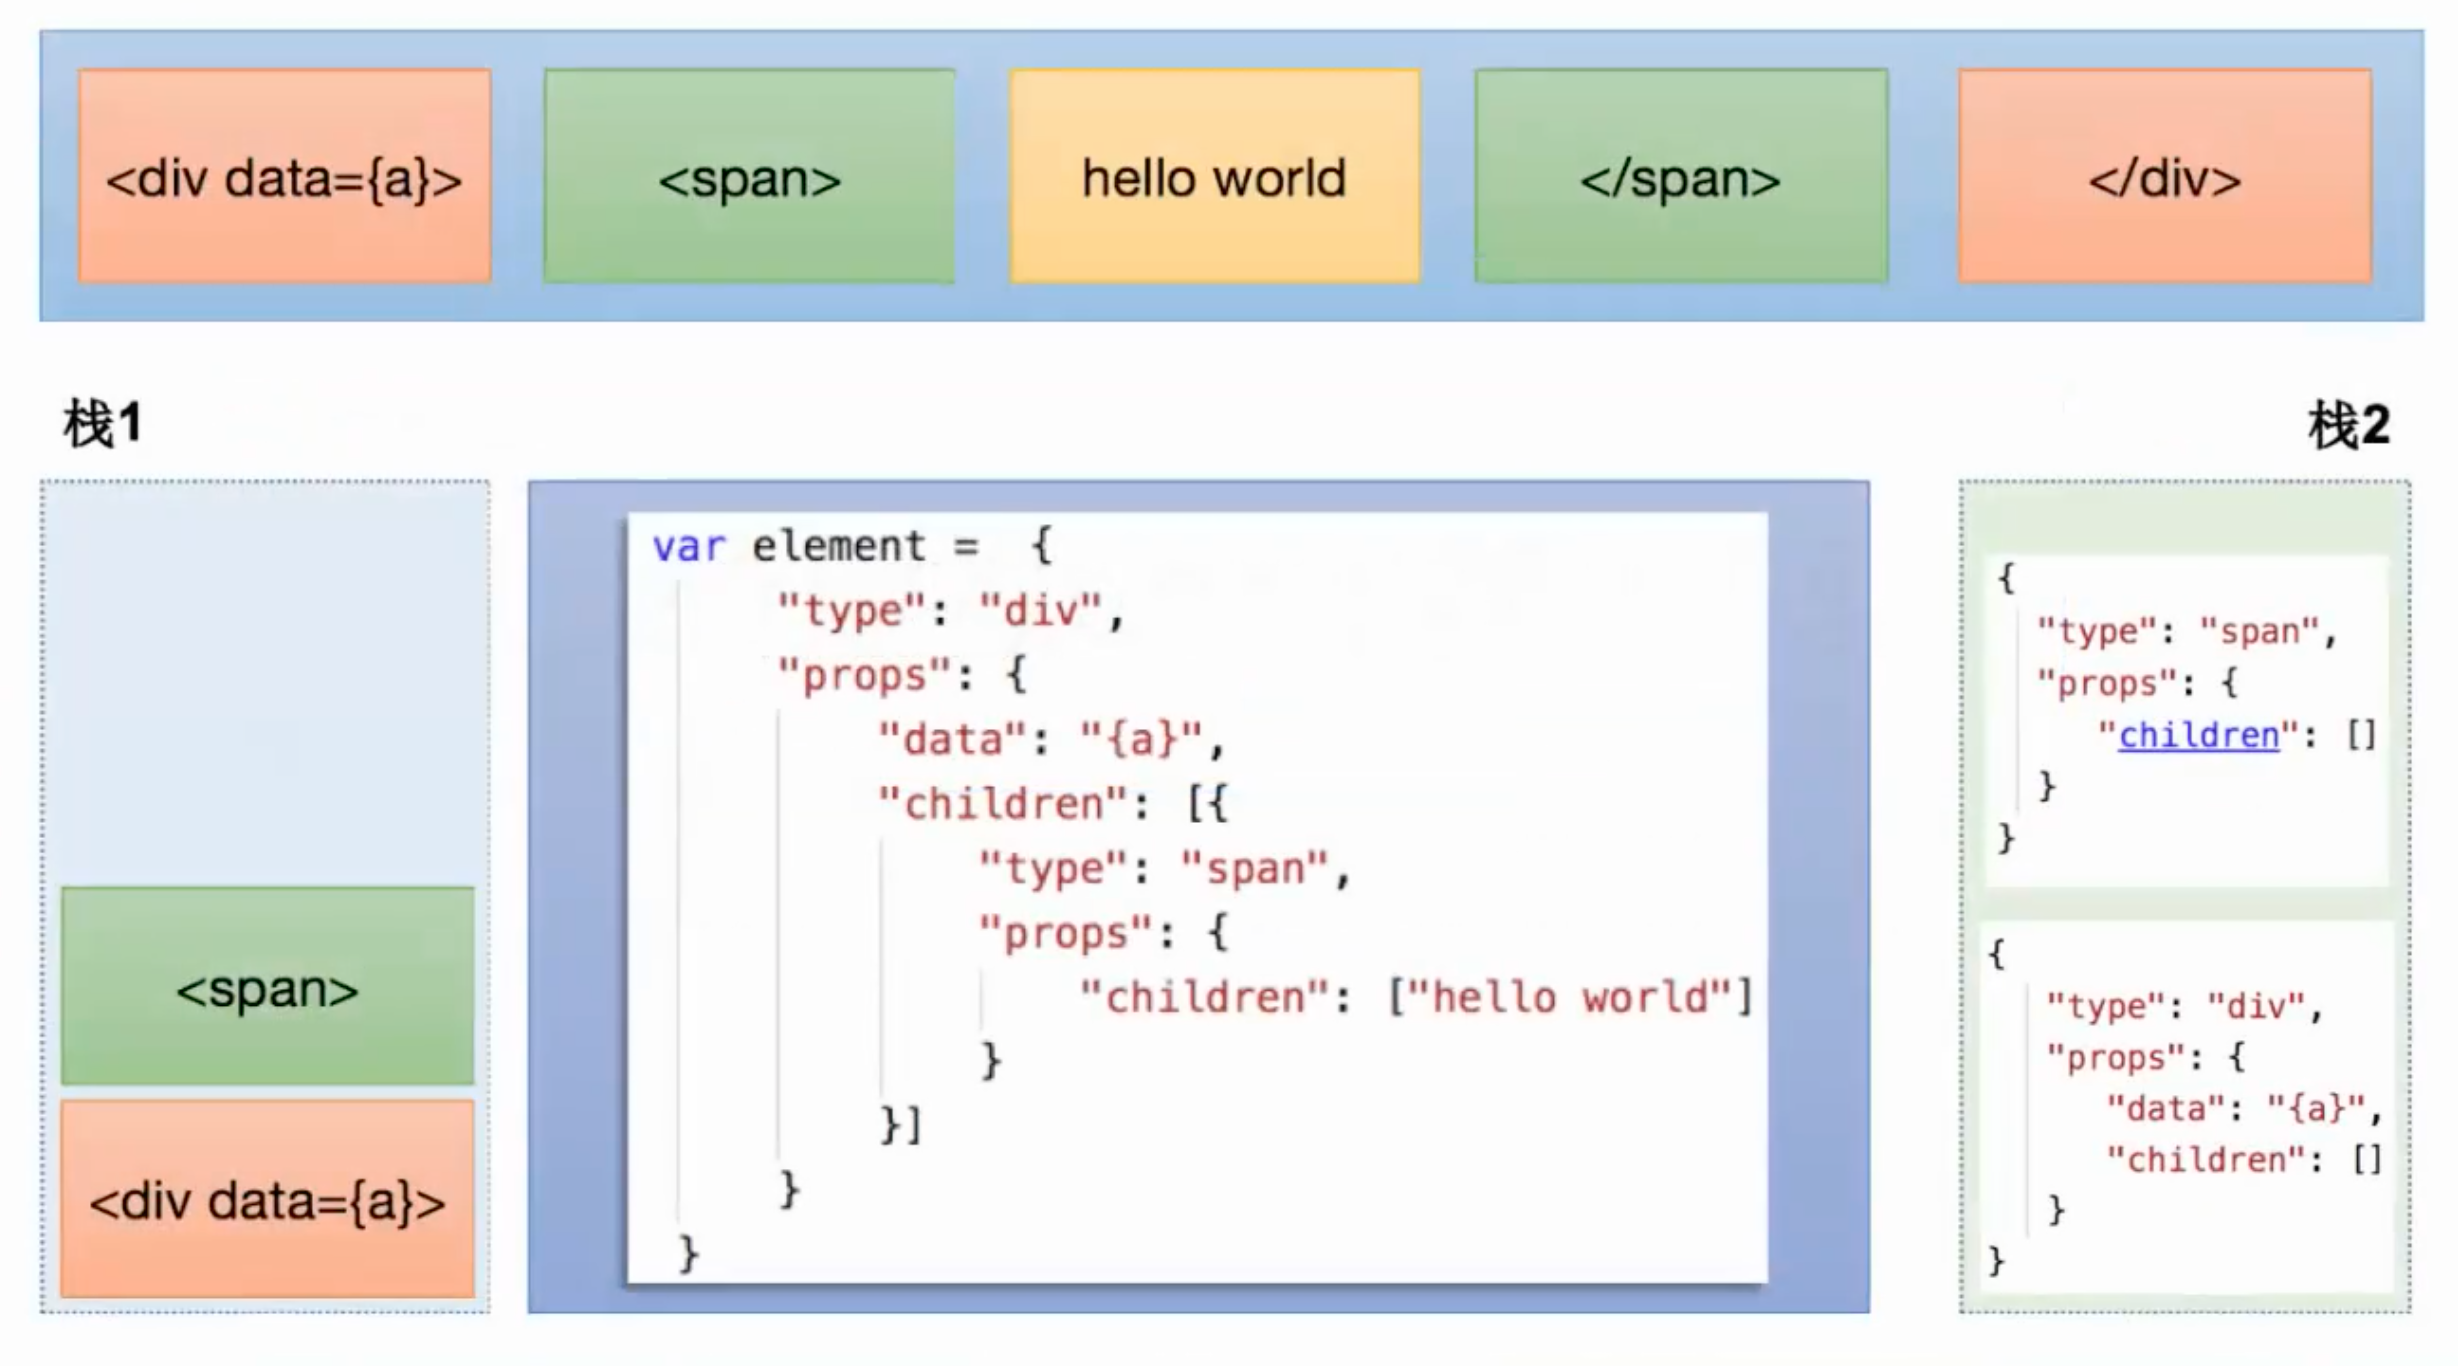 <div data={a}>
<span>
hello world
</span>
</div>
栈1
栈2
<span>
<div data={a}>
var element =  {
"type": "div",
"props": {
"data": "{a}",
"children": [{
"type": "span",
"props": {
"children": ["hello world"]
}
}]
}
}
{
"type": "span",
"props": {
"children": []
}
}
{
"type": "div",
"props": {
"data": "{a}",
"children": []
}
}